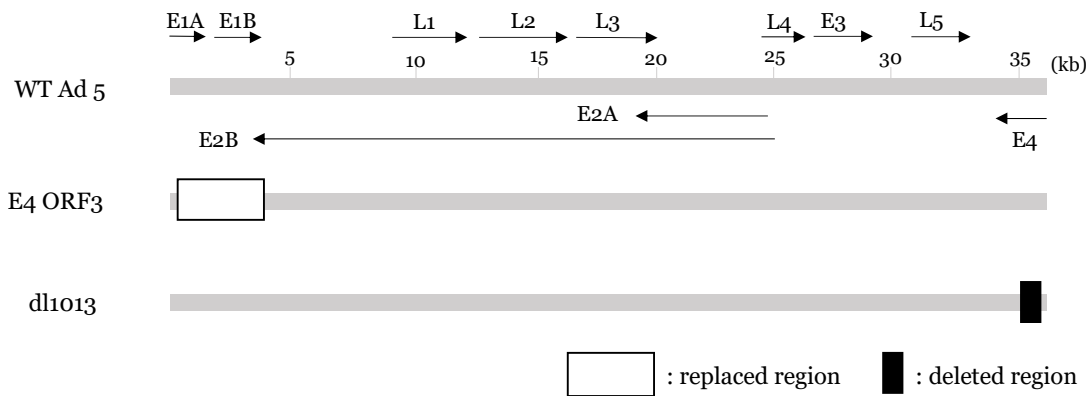 E1A E1B L1 L2 L3 L4 E3 L5
5 10 15 20 25 30 35 (kb)
WT Ad 5
E2A
E2B E4
E4 ORF3
dl1013
: replaced region : deleted region